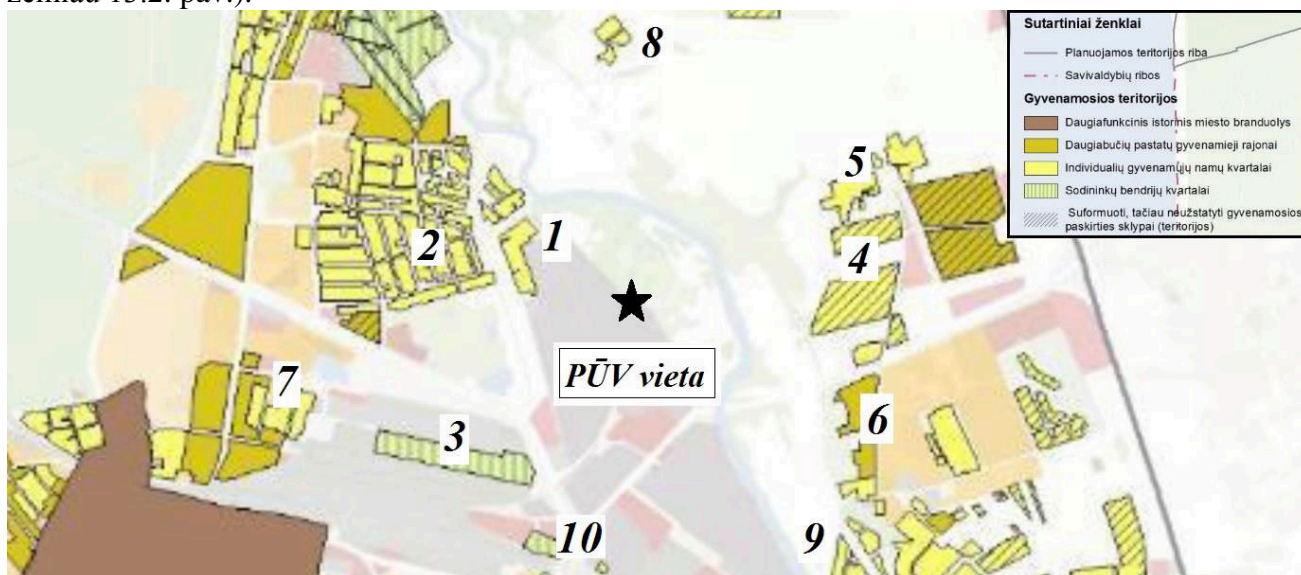 žemiau 13.2. pav.).
8
5
1
2
4
PŪV vieta
7
6
3
10
9
Sutartiniai ženklai
Planuojamos teritorijos riba
Savivaldybių ribos
Gyvenamosios teritorijos
Daugiafunkcinis istorinis miesto branduolys
Daugiabučių pastatų gyvenamieji rajonai
Individualių gyvenamųjų namų kvartalai
Sodininkų bendrijų kvartalai
Suformuoti, tačiau neužstatyti gyvenamosios
paskirties sklypai (teritorijos)